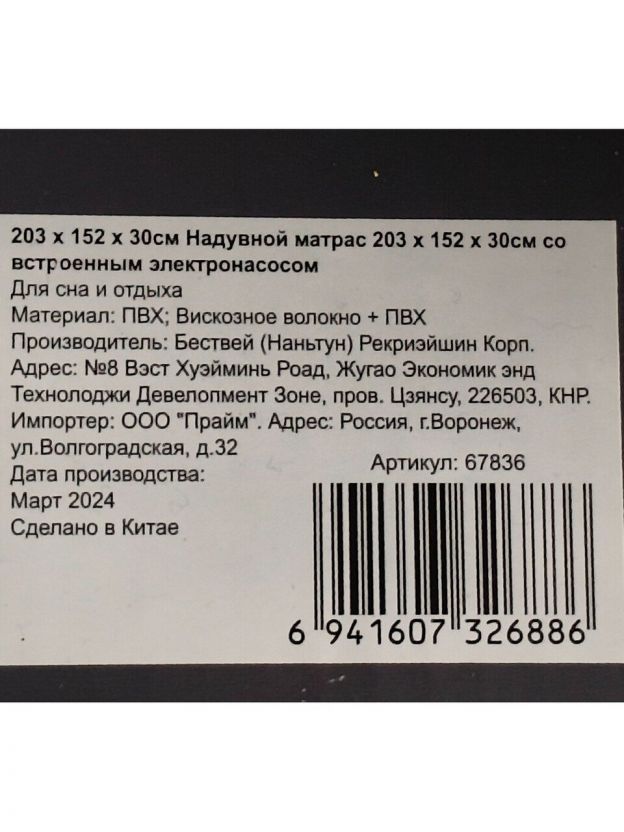 203 х 152 х 30см Надувной матрас 203 х 152 х 30см со
встроенным электронасосом
Для сна и отдыха
Материал: ПВХ; Вискозное волокно + ПВХ
Производитель: Бествей (Наньтун) Рекриэйшин Корп.
Адрес: №8 Вэст Хуэйминь Роад, Жугао Экономик энд
Технолоджи Девелопмент Зоне, пров. Цзянсу, 226503, КНР.
Импортер: ООО "Прайм". Адрес: Россия, г.Воронеж,
ул.Волгоградская, д.32
Артикул: 67836
Дата производства:
Март 2024
Сделано в Китае
6 941607 326886